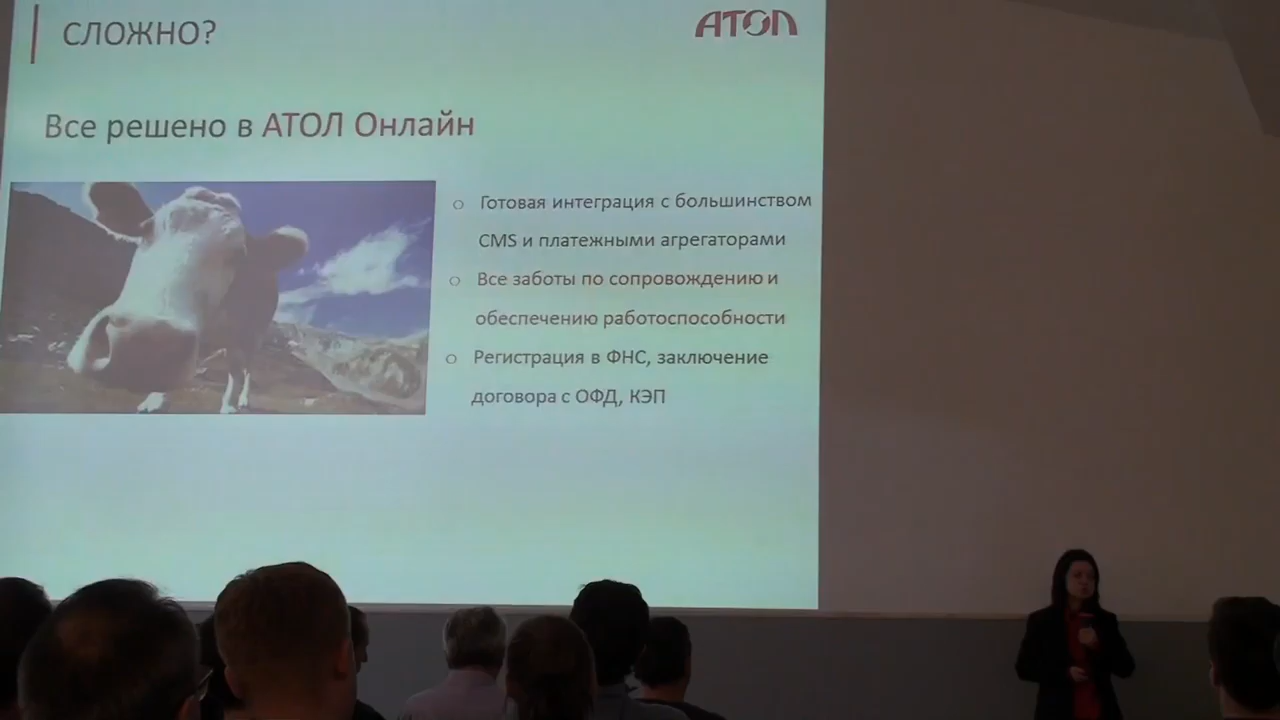 СЛОЖНО?
АТОЛ
Все решено в АТОЛ Онлайн
○ Готовая интеграция с большинством
CMS и платежными агрегаторами
○ Все заботы по сопровождению и
обеспечению работоспособности
○ Регистрация в ФНС, заключение
договора с ОФД, КЭП